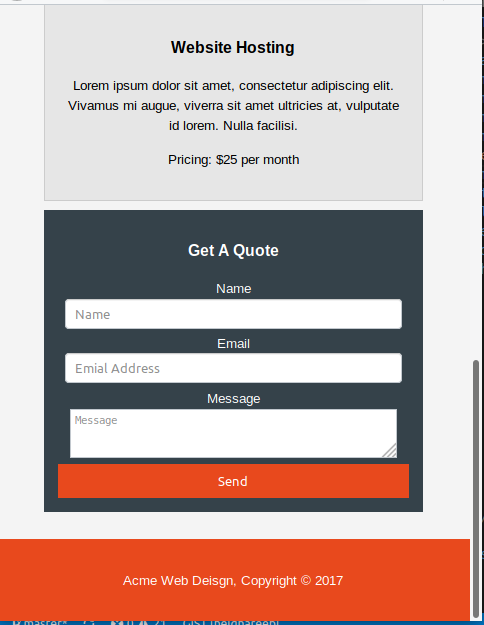 Website Hosting
Lorem ipsum dolor sit amet, consectetur adipiscing elit.
Vivamus mi augue, viverra sit amet ultricies at, vulputate
id lorem. Nulla facilisi.
Pricing: $25 per month
Get A Quote
Name
Name
Email
Emial Address
Message
Message
Send
Acme Web Deisgn, Copyright © 2017
master*